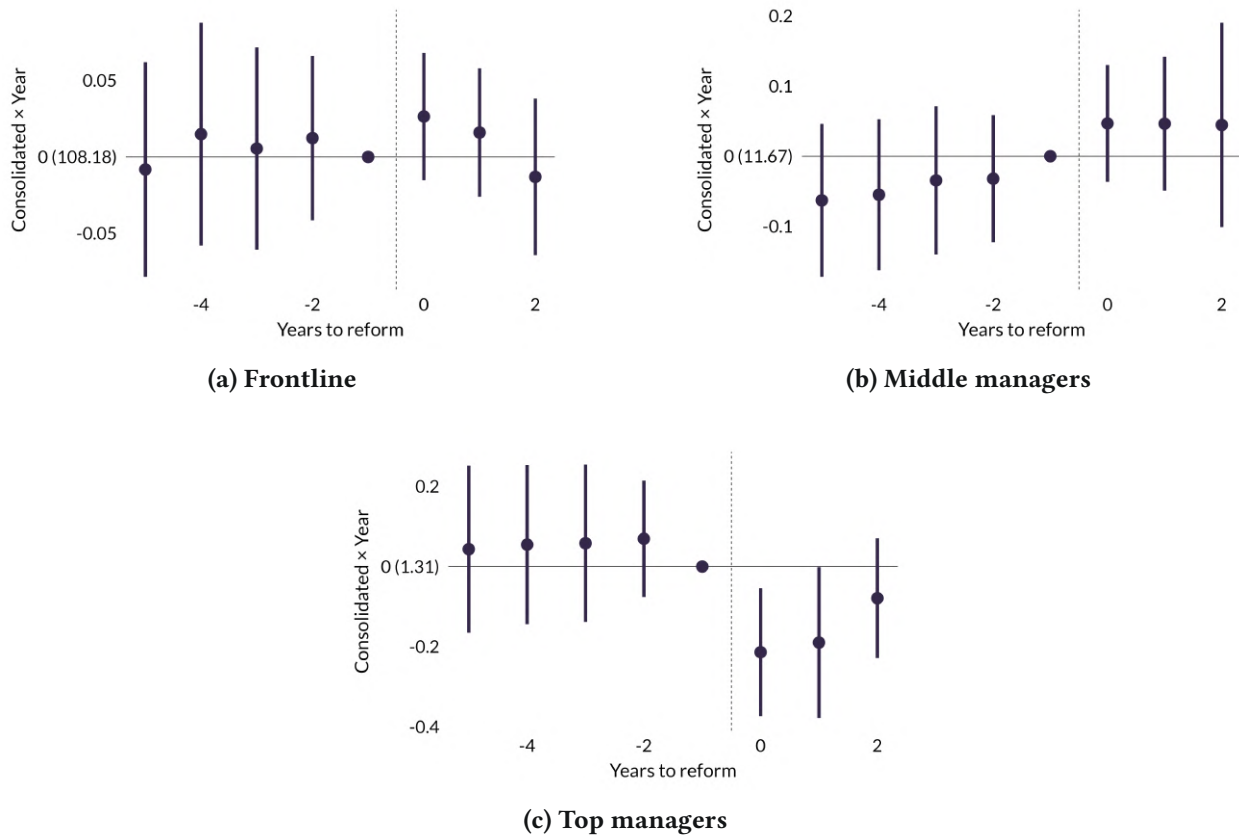 Consolidated × Year
0.05
0 (108.18)
-0.05
-4
-2
0
2
Years to reform
(a) Frontline
Consolidated × Year
0.2
0.1
0 (11.67)
-0.1
-4
-2
0
2
Years to reform
(b) Middle managers
Consolidated × Year
0.2
0 (1.31)
-0.2
-0.4
-4
-2
0
2
Years to reform
(c) Top managers